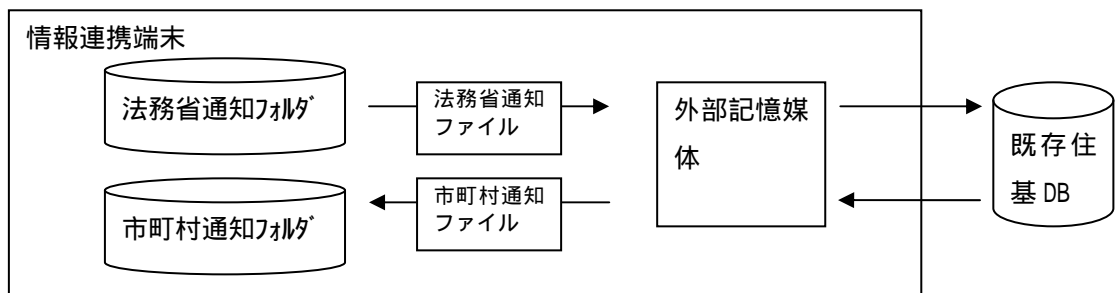 情報連携端末
法務省通知ﾌｫﾙﾀﾞ
法務省通知
ファイル
外部記憶媒
体
既存住
基DB
市町村通知ﾌｫﾙﾀﾞ
市町村通知
ファイル